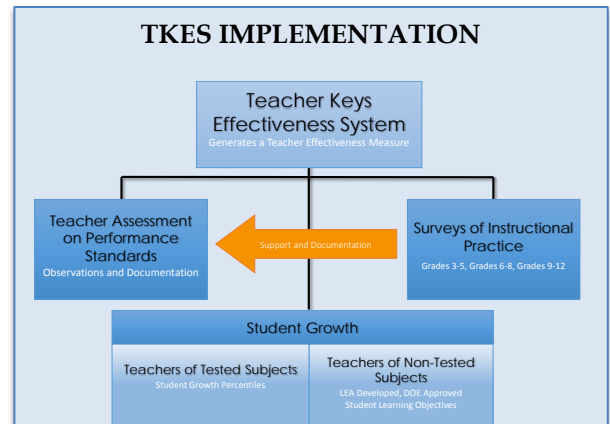 TKES IMPLEMENTATION
Teacher Keys
Effectiveness System
Generates a Teacher Effectiveness Measure
Teacher Assessment
on Performance
Standards
Observations and Documentation
Support and Documentation
Surveys of Instructional
Practice
Grades 3-5, Grades 6-8, Grades 9-12
Student Growth
Teachers of Tested Subjects
Student Growth Percentiles
Teachers of Non-Tested
Subjects
LEA Developed, DOE Approved
Student Learning Objectives